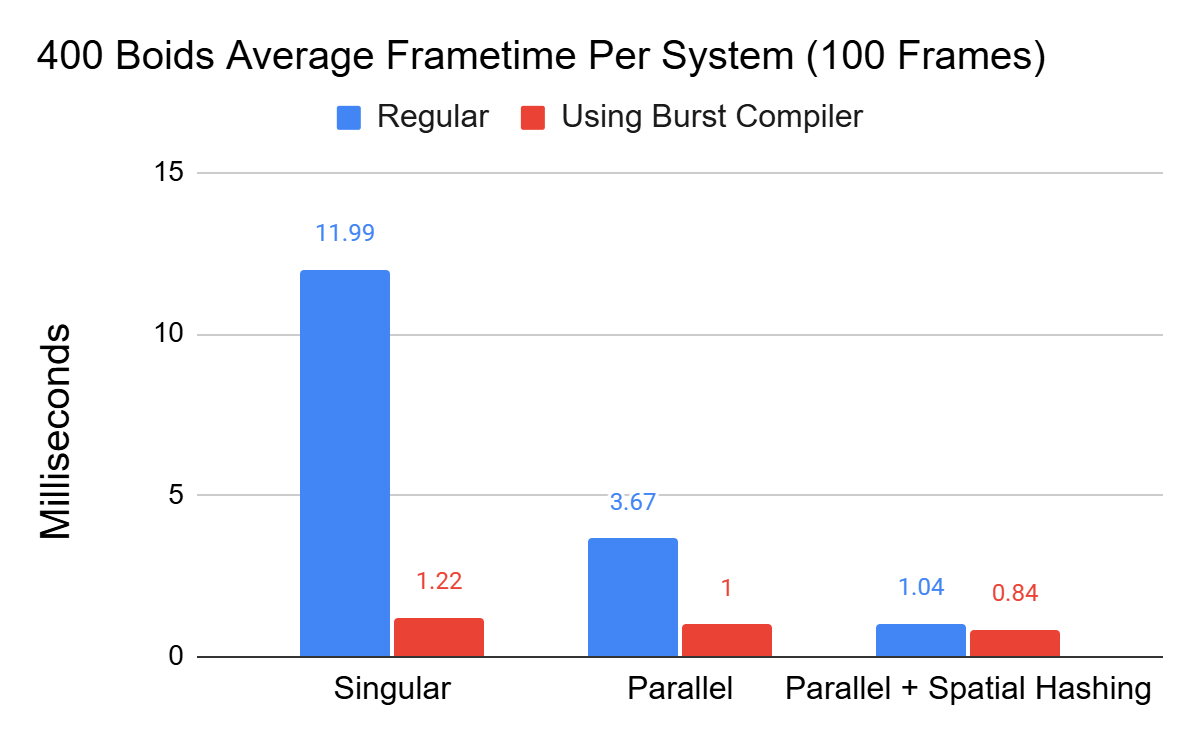 400 Boids Average Frametime Per System (100 Frames)
Regular Using Burst Compiler
Milliseconds
15
10
5
0
11.99
1.22
3.67
1
1.04
0.84
Singular Parallel Parallel + Spatial Hashing